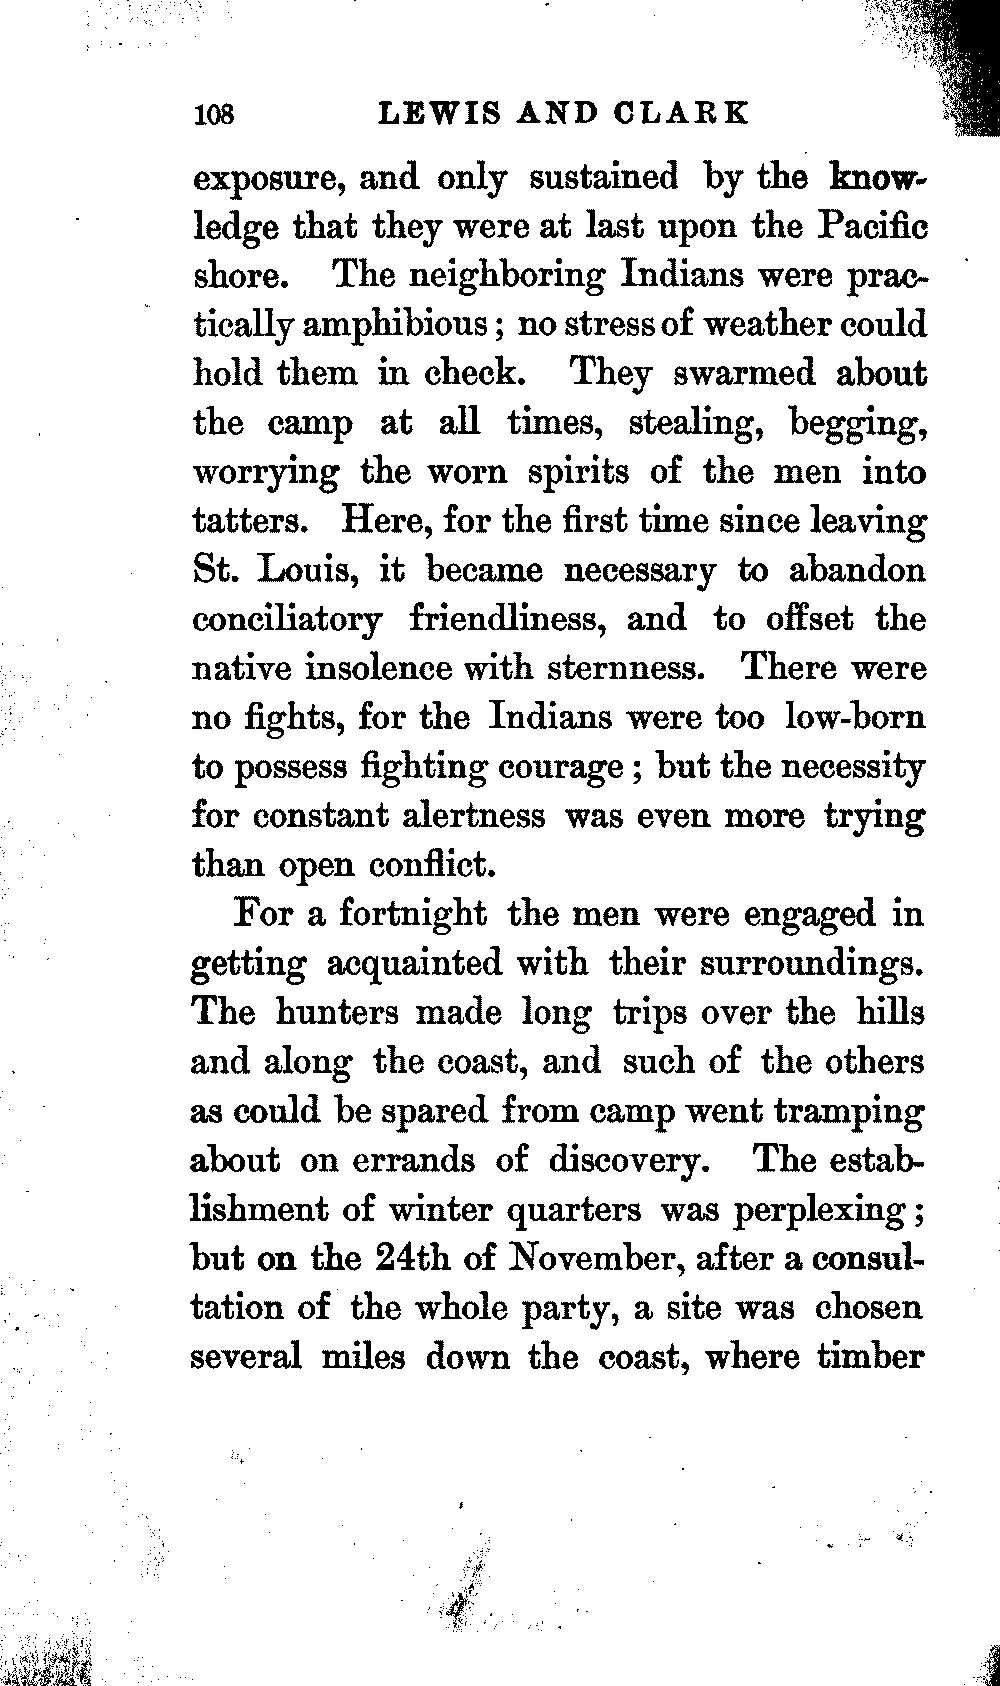 108 LEWIS AND CLARK
exposure, and only sustained by the know-
ledge that they were at last upon the Pacific
shore. The neighboring Indians were prac-
tically amphibious; no stress of weather could
hold them in check. They swarmed about
the camp at all times, stealing, begging,
worrying the worn spirits of the men into
tatters. Here, for the first time since leaving
St. Louis, it became necessary to abandon
conciliatory friendliness, and to offset the
native insolence with sternness. There were
no fights, for the Indians were too low-born
to possess fighting courage; but the necessity
for constant alertness was even more trying
than open conflict.
For a fortnight the men were engaged in
getting acquainted with their surroundings.
The hunters made long trips over the hills
and along the coast, and such of the others
as could be spared from camp went tramping
about on errands of discovery. The estab-
lishment of winter quarters was perplexing;
but on the 24th of November, after a consul-
tation of the whole party, a site was chosen
several miles down the coast, where timber